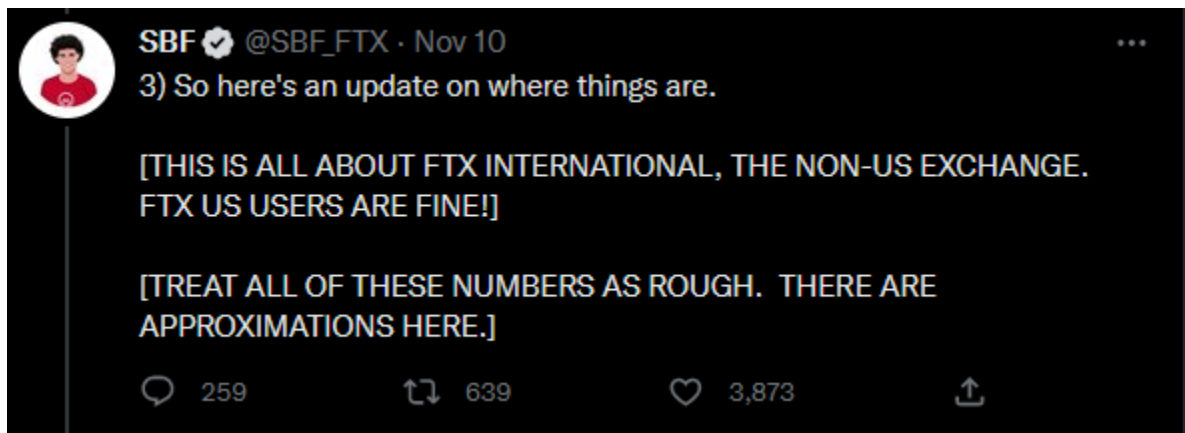 SBF @SBF_FTX · Nov 10
3) So here's an update on where things are.
[THIS IS ALL ABOUT FTX INTERNATIONAL, THE NON-US EXCHANGE.
FTX US USERS ARE FINE!]
[TREAT ALL OF THESE NUMBERS AS ROUGH.  THERE ARE
APPROXIMATIONS HERE.]
259 639 3,873